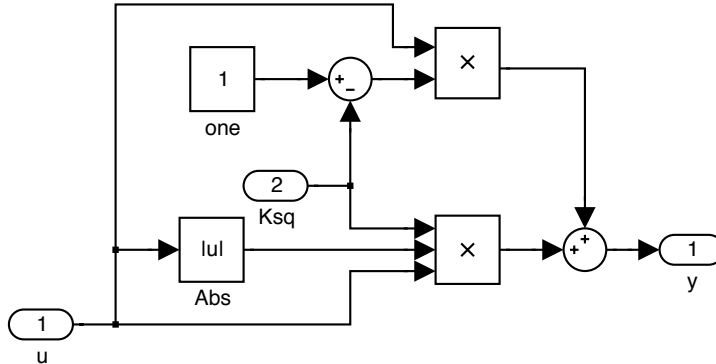 ×
1
+
−
one
2
Ksq
|u|
×
+
+
1
y
Abs
1
u